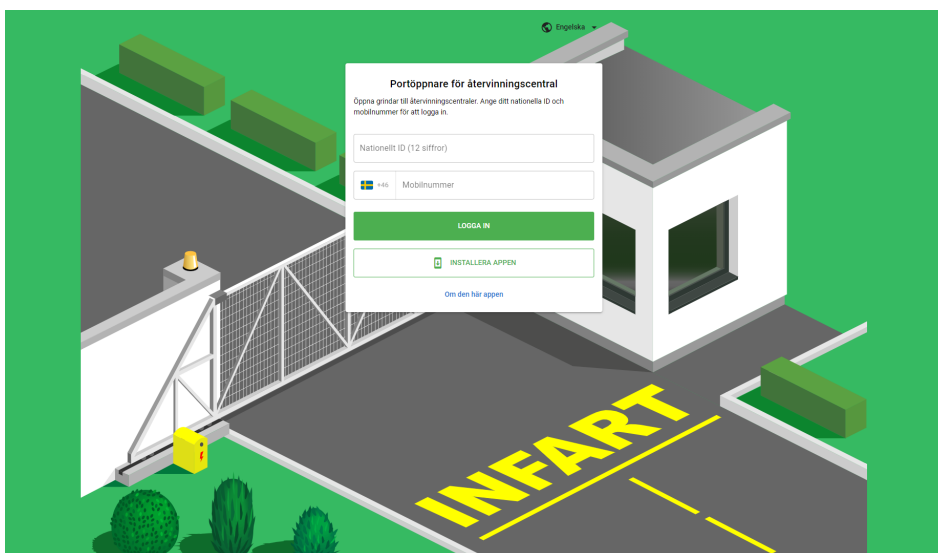 Engelska
Portöppnare för återvinningscentral
Öppna grindar till återvinningscentraler. Ange ditt nationella ID och
mobilnummer för att logga in.
Nationellt ID (12 siffror)
+46 Mobilnummer
LOGGA IN
INSTALLERA APPEN
Om den här appen
INFART